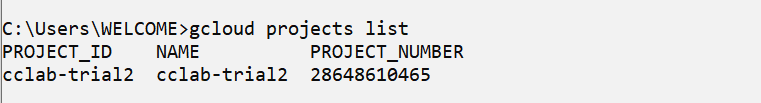 C:\Users\WELCOME>gcloud projects list
PROJECT_ID    NAME          PROJECT_NUMBER
cclab-trial2  cclab-trial2  28648610465